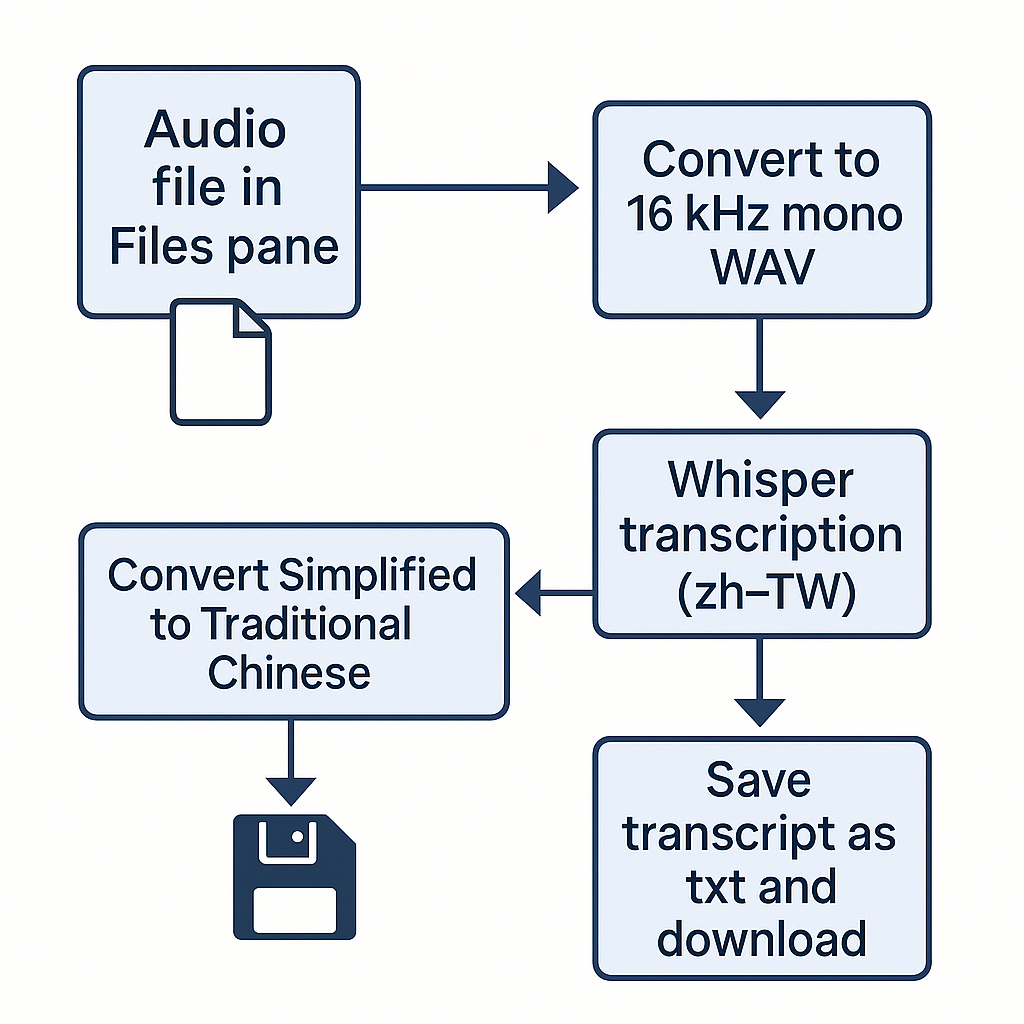 Audio
file in
Files pane
Convert to
16 kHz mono
WAV
Whisper
transcription
(zh–TW)
Convert Simplified
to Traditional
Chinese
Save
transcript as
txt and
download